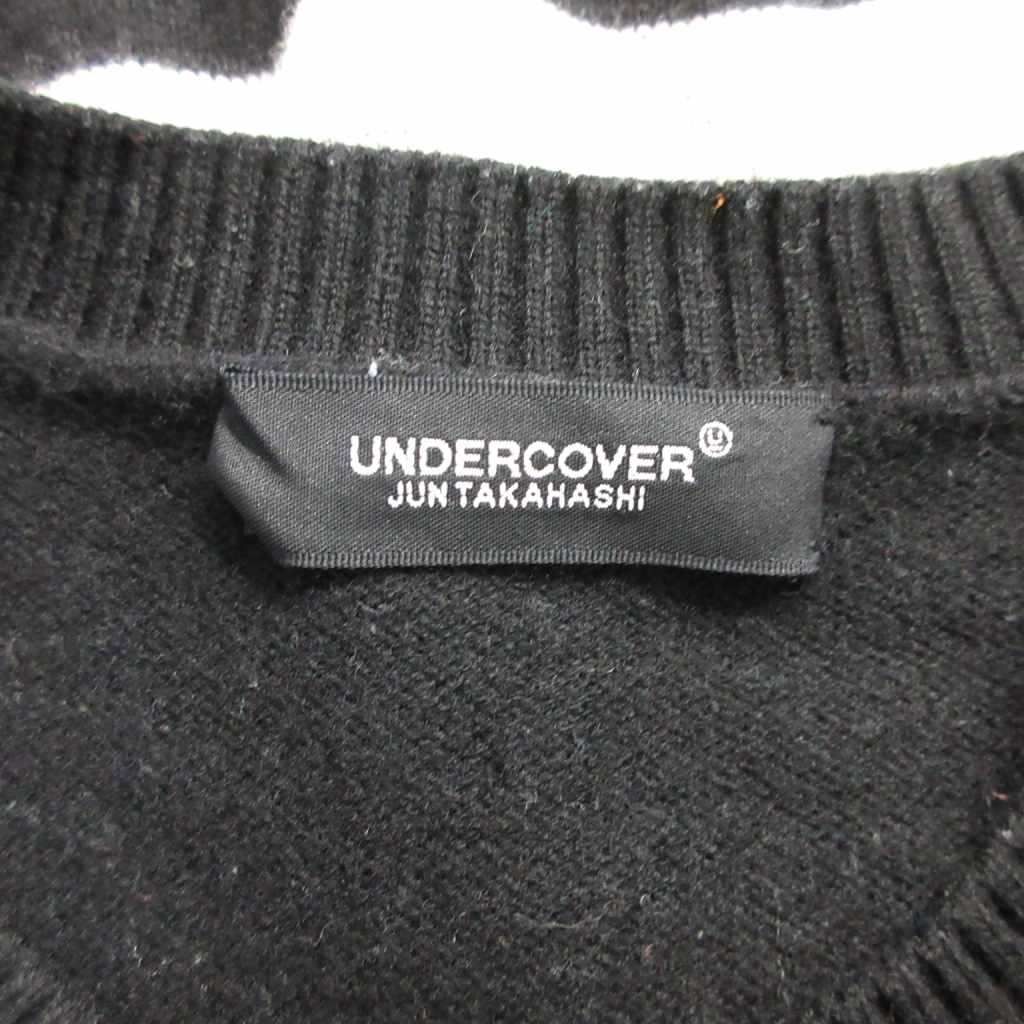 UNDERCOVER Ⓤ
JUN TAKAHASHI